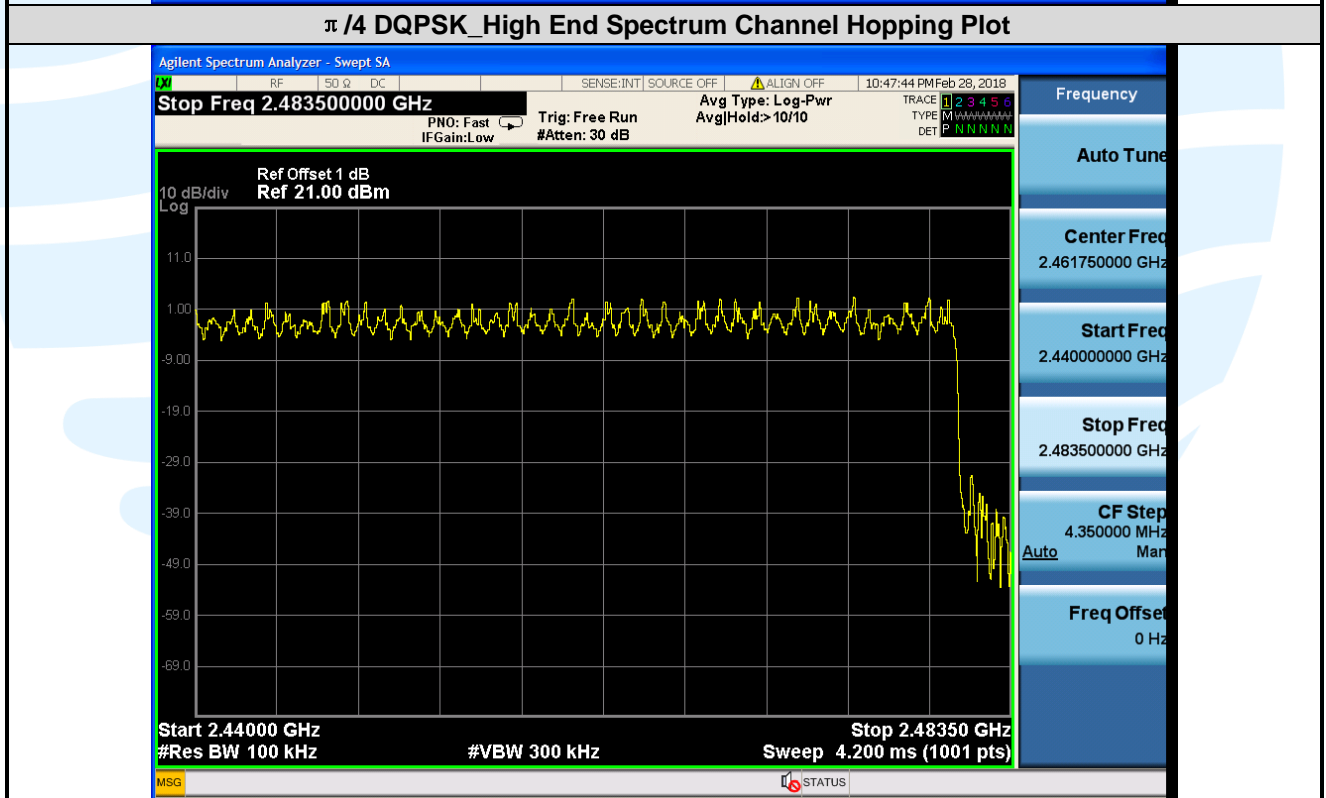 π/4 DQPSK_High End Spectrum Channel Hopping Plot
Agilent Spectrum Analyzer - Swept SA
LXI RF 50 Ω DC SENSE:INT SOURCE OFF ALIGN OFF 10:47:44 PM Feb 28, 2018
Stop Freq 2.483500000 GHz
PNO: Fast
IFGain:Low
Trig: Free Run
#Atten: 30 dB
Avg Type: Log-Pwr
Avg|Hold:>10/10
TRACE 1 2 3 4 5 6
TYPE M WWWWW
DET P N N N N N
Frequency
Auto Tune
Center Freq
2.461750000 GHz
Start Freq
2.440000000 GHz
Stop Freq
2.483500000 GHz
CF Step
4.350000 MHz
Auto Man
Freq Offset
0 Hz
Ref Offset 1 dB
10 dB/div Ref 21.00 dBm
Log
11.0
1.00
-9.00
-19.0
-29.0
-39.0
-49.0
-59.0
-69.0
Start 2.44000 GHz Stop 2.48350 GHz
#Res BW 100 kHz #VBW 300 kHz Sweep 4.200 ms (1001 pts)
MSG STATUS